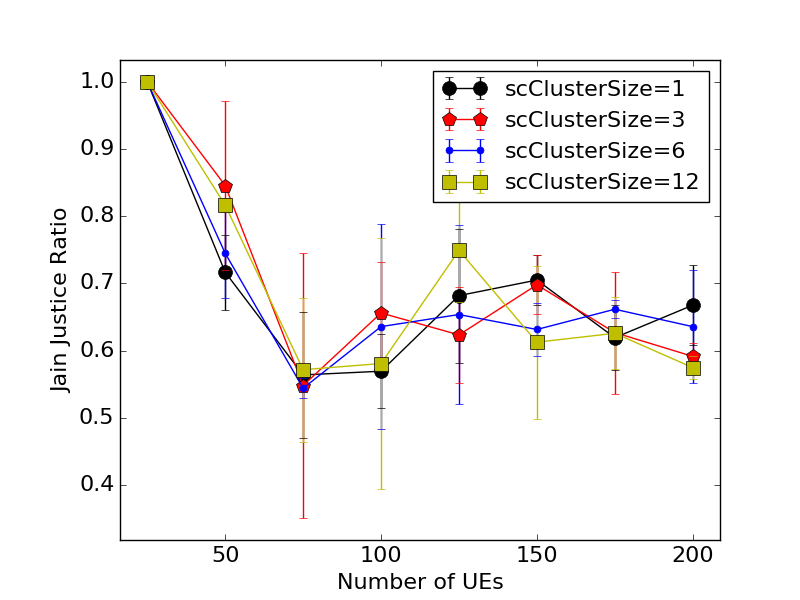 scClusterSize=1
scClusterSize=3
scClusterSize=6
scClusterSize=12
1.0
0.9
0.8
0.7
0.6
0.5
0.4
Jain Justice Ratio
50 100 150 200
Number of UEs